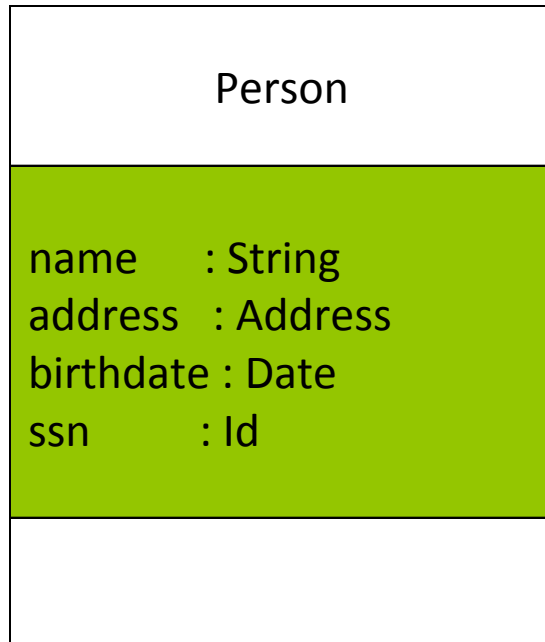 Person
name : String
address : Address
birthdate : Date
ssn : Id